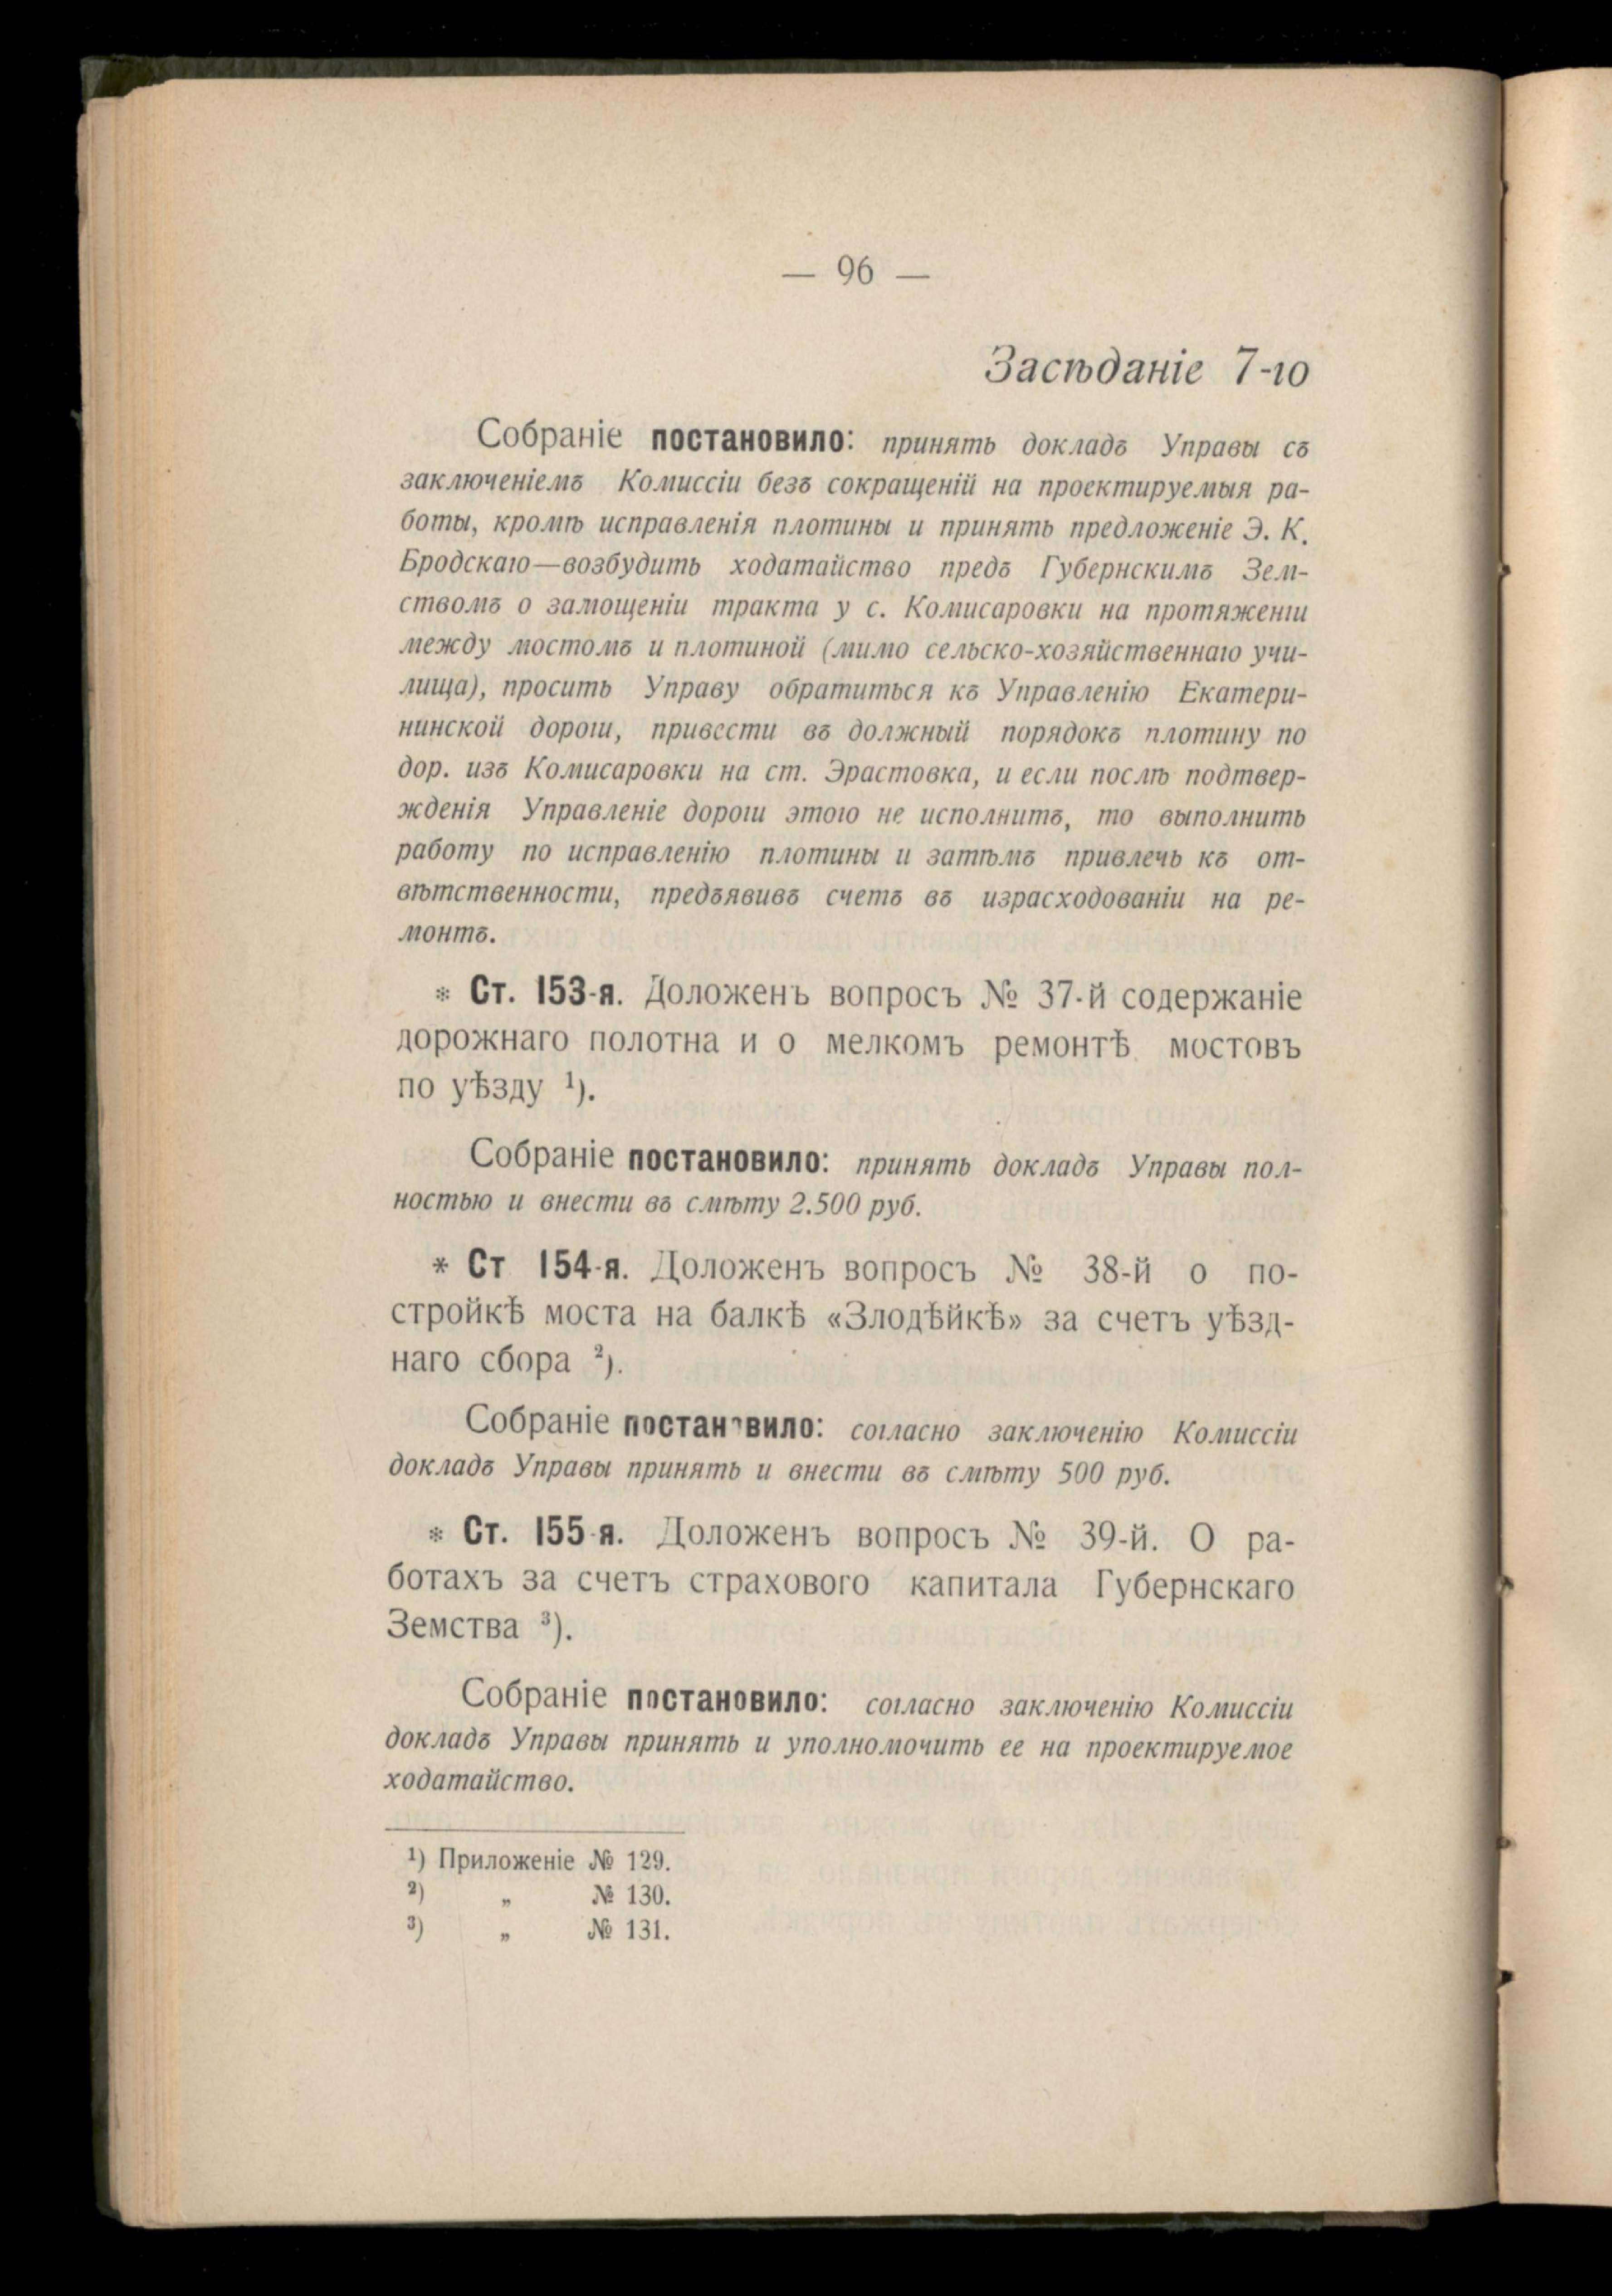 — 96 —
Засѣданіе 7-го
Собраніе постановило: принять докладъ Управы съ
заключеніемъ Комиссіи безъ сокращеній на проектируемыя ра-
боты, кромѣ исправленія плотины и принять предложеніе Э. К.
Бродскаго—возбудить ходатайство предъ Губернскимъ Зем-
ствомъ о замощеніи тракта у с. Комисаровки на протяженіи
между мостомъ и плотиной (мимо сельско-хозяйственнаго учи-
лища), просить Управу обратиться къ Управленію Екатери-
нинской дороги, привести въ должный порядокъ плотину по
дор. изъ Комисаровки на ст. Эрастовка, и если послѣ подтвер-
жденія Управленіе дороги этого не исполнитъ, то выполнить
работу по исправленію плотины и затѣмъ привлечь къ от-
вѣтственности, предъявивъ счетъ въ израсходованіи на ре-
монтъ.
* Ст. 153-я. Доложенъ вопросъ № 37-й содержаніе
дорожнаго полотна и о мелкомъ ремонтѣ мостовъ
по уѣзду ¹).
Собраніе постановило: принять докладъ Управы пол-
ностью и внести въ смѣту 2.500 руб.
* Ст 154-я. Доложенъ вопросъ № 38-й о по-
стройкѣ моста на балкѣ «Злодѣйкѣ» за счетъ уѣзд-
наго сбора ²).
Собраніе постановило: согласно заключенію Комиссіи
докладъ Управы принять и внести въ смѣту 500 руб.
* Ст. 155-я. Доложенъ вопросъ № 39-й. О ра-
ботахъ за счетъ страхового капитала Губернскаго
Земства ³).
Собраніе постановило: согласно заключенію Комиссіи
докладъ Управы принять и уполномочить ее на проектируемое
ходатайство.
¹) Приложеніе № 129.
²) „ № 130.
³) „ № 131.